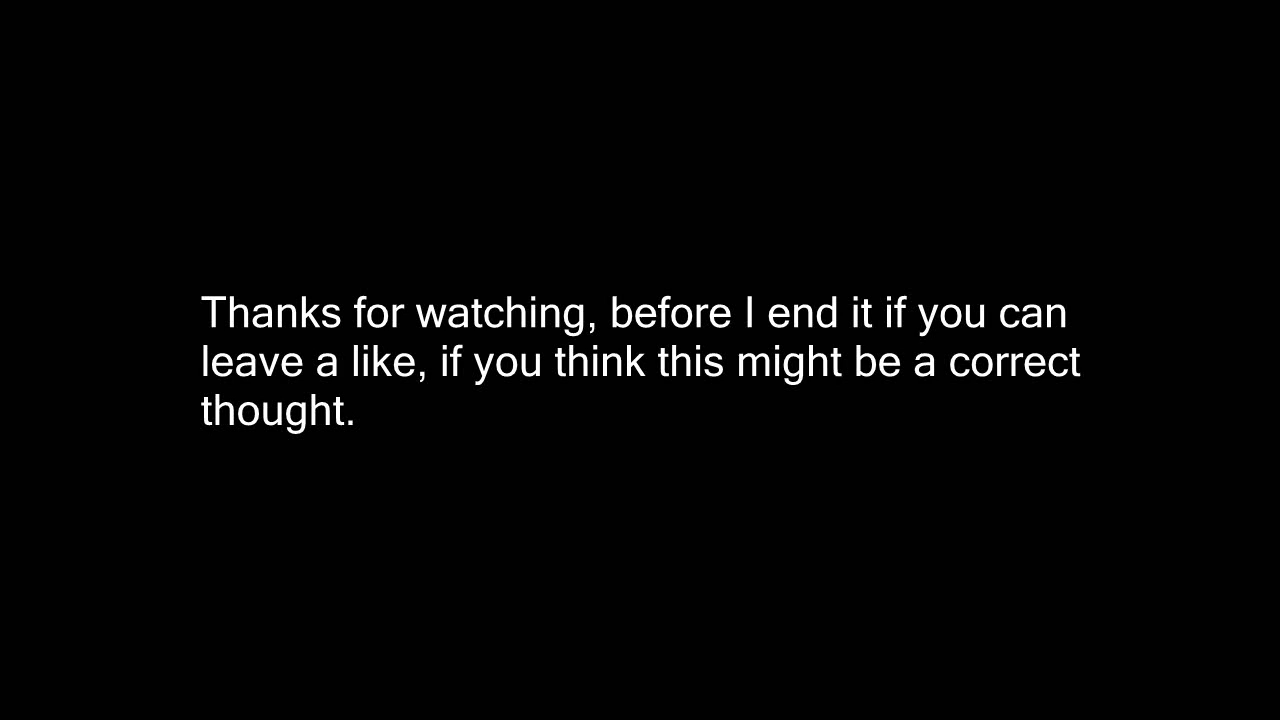 Thanks for watching, before I end it if you can
leave a like, if you think this might be a correct
thought.